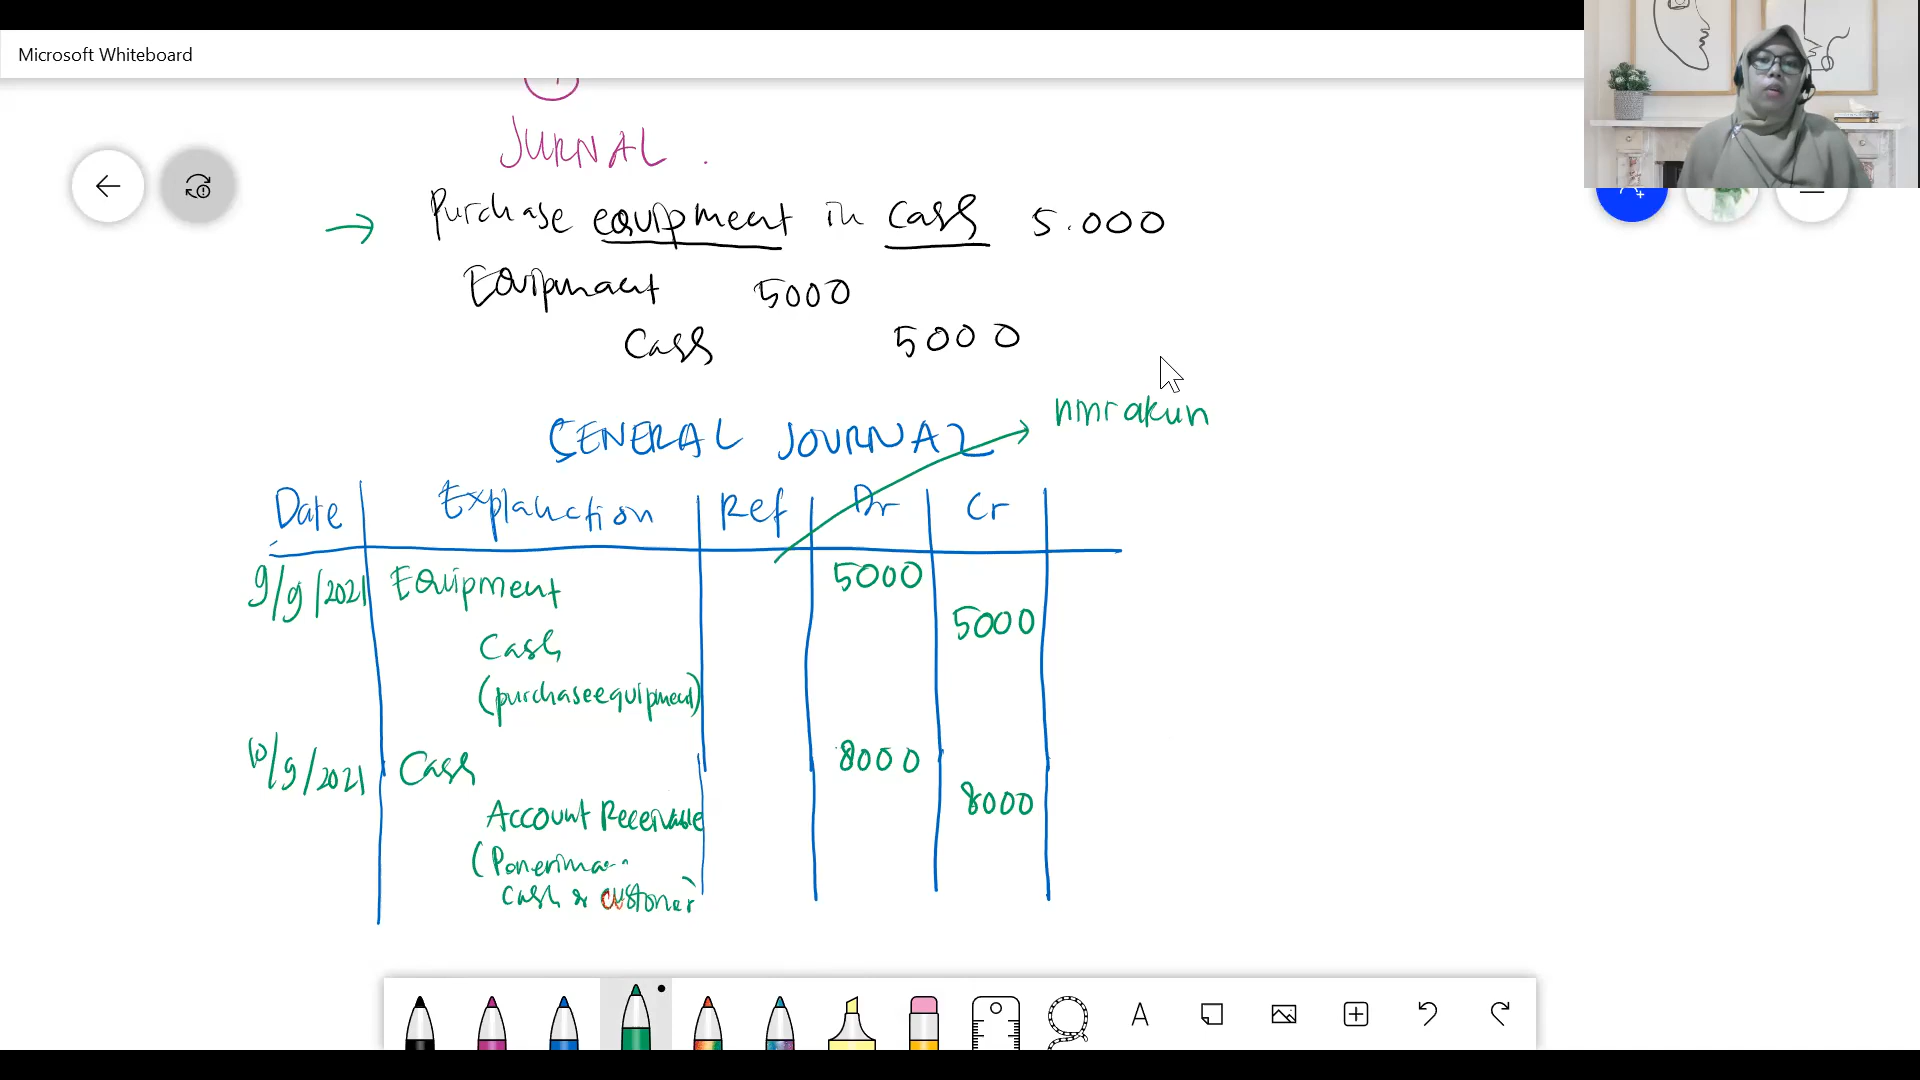 Microsoft Whiteboard
JURNAL .
Purchase equipment in cash 5.000
Equipment 5000
Cash 5000
nmr akun
GENERAL JOURNAL
Date Explanation Ref Dr Cr
9/9/2021 Equipment 5000
Cash 5000
(purchase equipment)
10/9/2021 Cash 8000
Account Receivable 8000
(Penerimaan
cash customer)